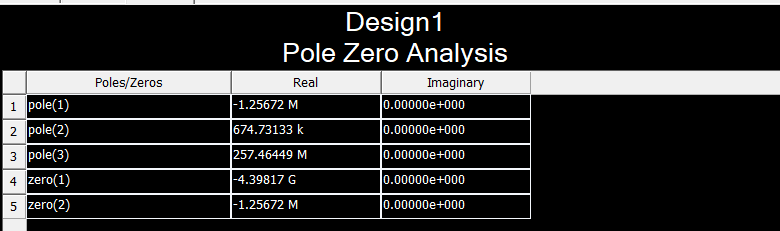 Design1
Pole Zero Analysis
Poles/Zeros Real Imaginary
1 pole(1) -1.25672 M 0.00000e+000
2 pole(2) 674.73133 k 0.00000e+000
3 pole(3) 257.46449 M 0.00000e+000
4 zero(1) -4.39817 G 0.00000e+000
5 zero(2) -1.25672 M 0.00000e+000